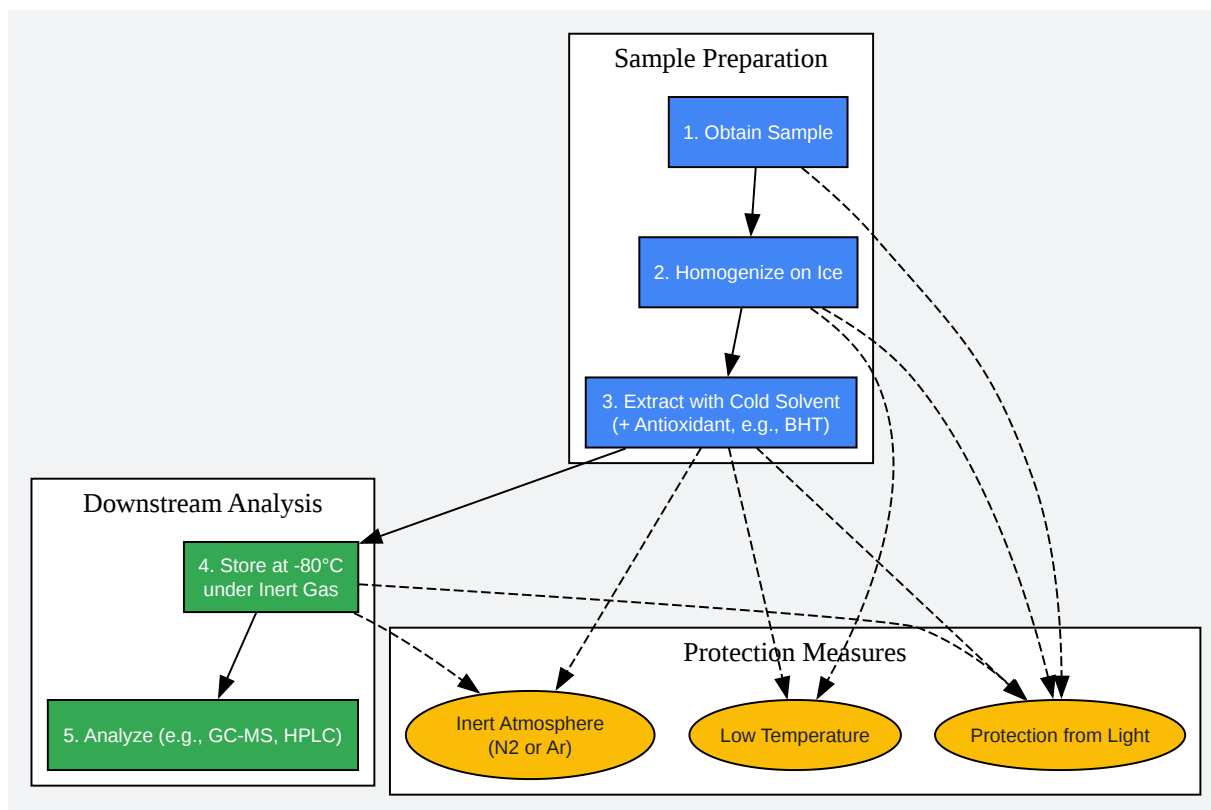 Sample Preparation
1. Obtain Sample
2. Homogenize on Ice
3. Extract with Cold Solvent
(+ Antioxidant, e.g., BHT)
Downstream Analysis
4. Store at -80°C
under Inert Gas
5. Analyze (e.g., GC-MS, HPLC)
Protection Measures
Inert Atmosphere
(N2 or Ar)
Low Temperature
Protection from Light